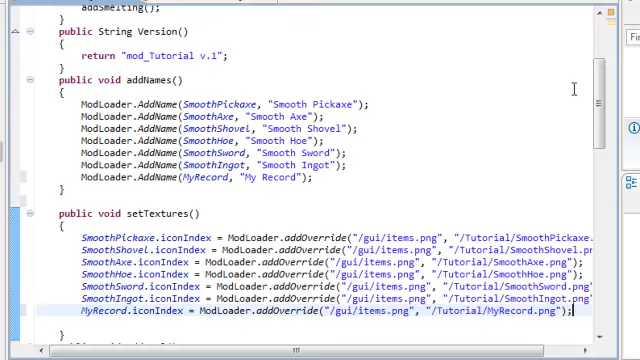 addSmelting();
public String Version()
{
return "mod_Tutorial v.1";
}
public void addNames()
{
ModLoader.AddName(SmoothPickaxe, "Smooth Pickaxe");
ModLoader.AddName(SmoothAxe, "Smooth Axe");
ModLoader.AddName(SmoothShovel, "Smooth Shovel");
ModLoader.AddName(SmoothHoe, "Smooth Hoe");
ModLoader.AddName(SmoothSword, "Smooth Sword");
ModLoader.AddName(SmoothIngot, "Smooth Ingot");
ModLoader.AddName(MyRecord, "My Record");
}
public void setTextures()
{
SmoothPickaxe.iconIndex = ModLoader.addOverride("/gui/items.png", "/Tutorial/SmoothPickaxe.
SmoothShovel.iconIndex = ModLoader.addOverride("/gui/items.png", "/Tutorial/SmoothShovel.pn
SmoothAxe.iconIndex = ModLoader.addOverride("/gui/items.png", "/Tutorial/SmoothAxe.png");
SmoothHoe.iconIndex = ModLoader.addOverride("/gui/items.png", "/Tutorial/SmoothHoe.png");
SmoothSword.iconIndex = ModLoader.addOverride("/gui/items.png", "/Tutorial/SmoothSword.png"
SmoothIngot.iconIndex = ModLoader.addOverride("/gui/items.png", "/Tutorial/SmoothIngot.png"
MyRecord.iconIndex = ModLoader.addOverride("/gui/items.png", "/Tutorial/MyRecord.png");
}